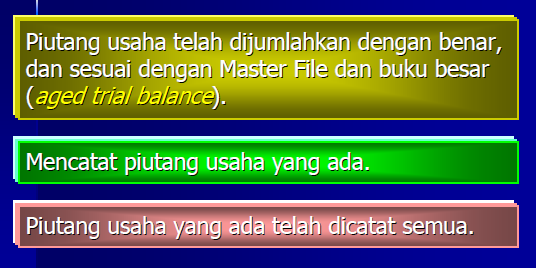 Piutang usaha telah dijumlahkan dengan benar,
dan sesuai dengan Master File dan buku besar
(aged trial balance).
Mencatat piutang usaha yang ada.
Piutang usaha yang ada telah dicatat semua.